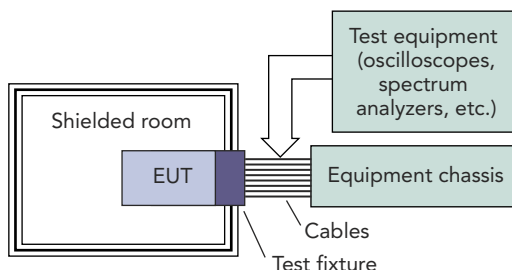 Test equipment
(oscilloscopes,
spectrum
analyzers, etc.)
Shielded room
EUT
Equipment chassis
Cables
Test fixture